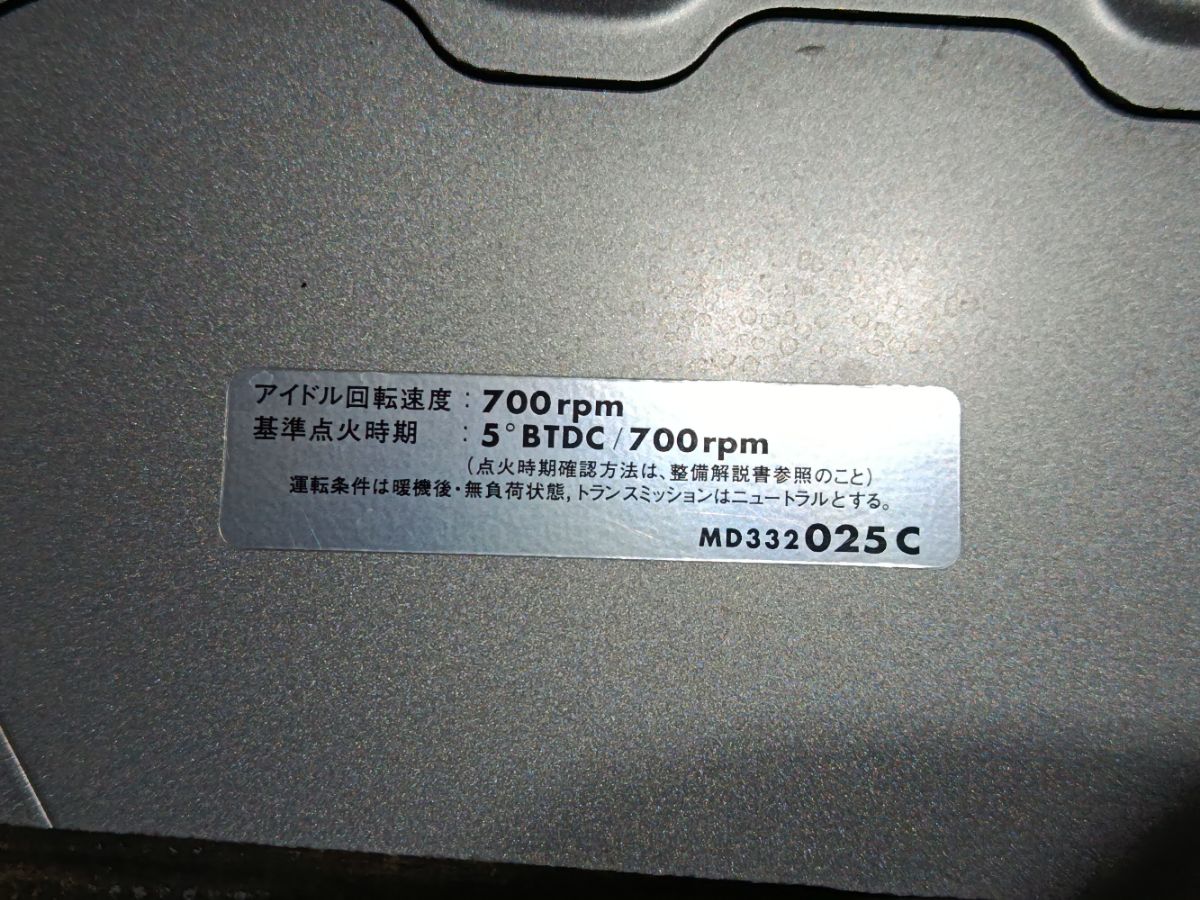 アイドル回転速度 : 700 rpm
基準点火時期 : 5° BTDC / 700rpm
（点火時期確認方法は、整備解説書参照のこと）
運転条件は暖機後・無負荷状態, トランスミッションはニュートラルとする。
MD332025C